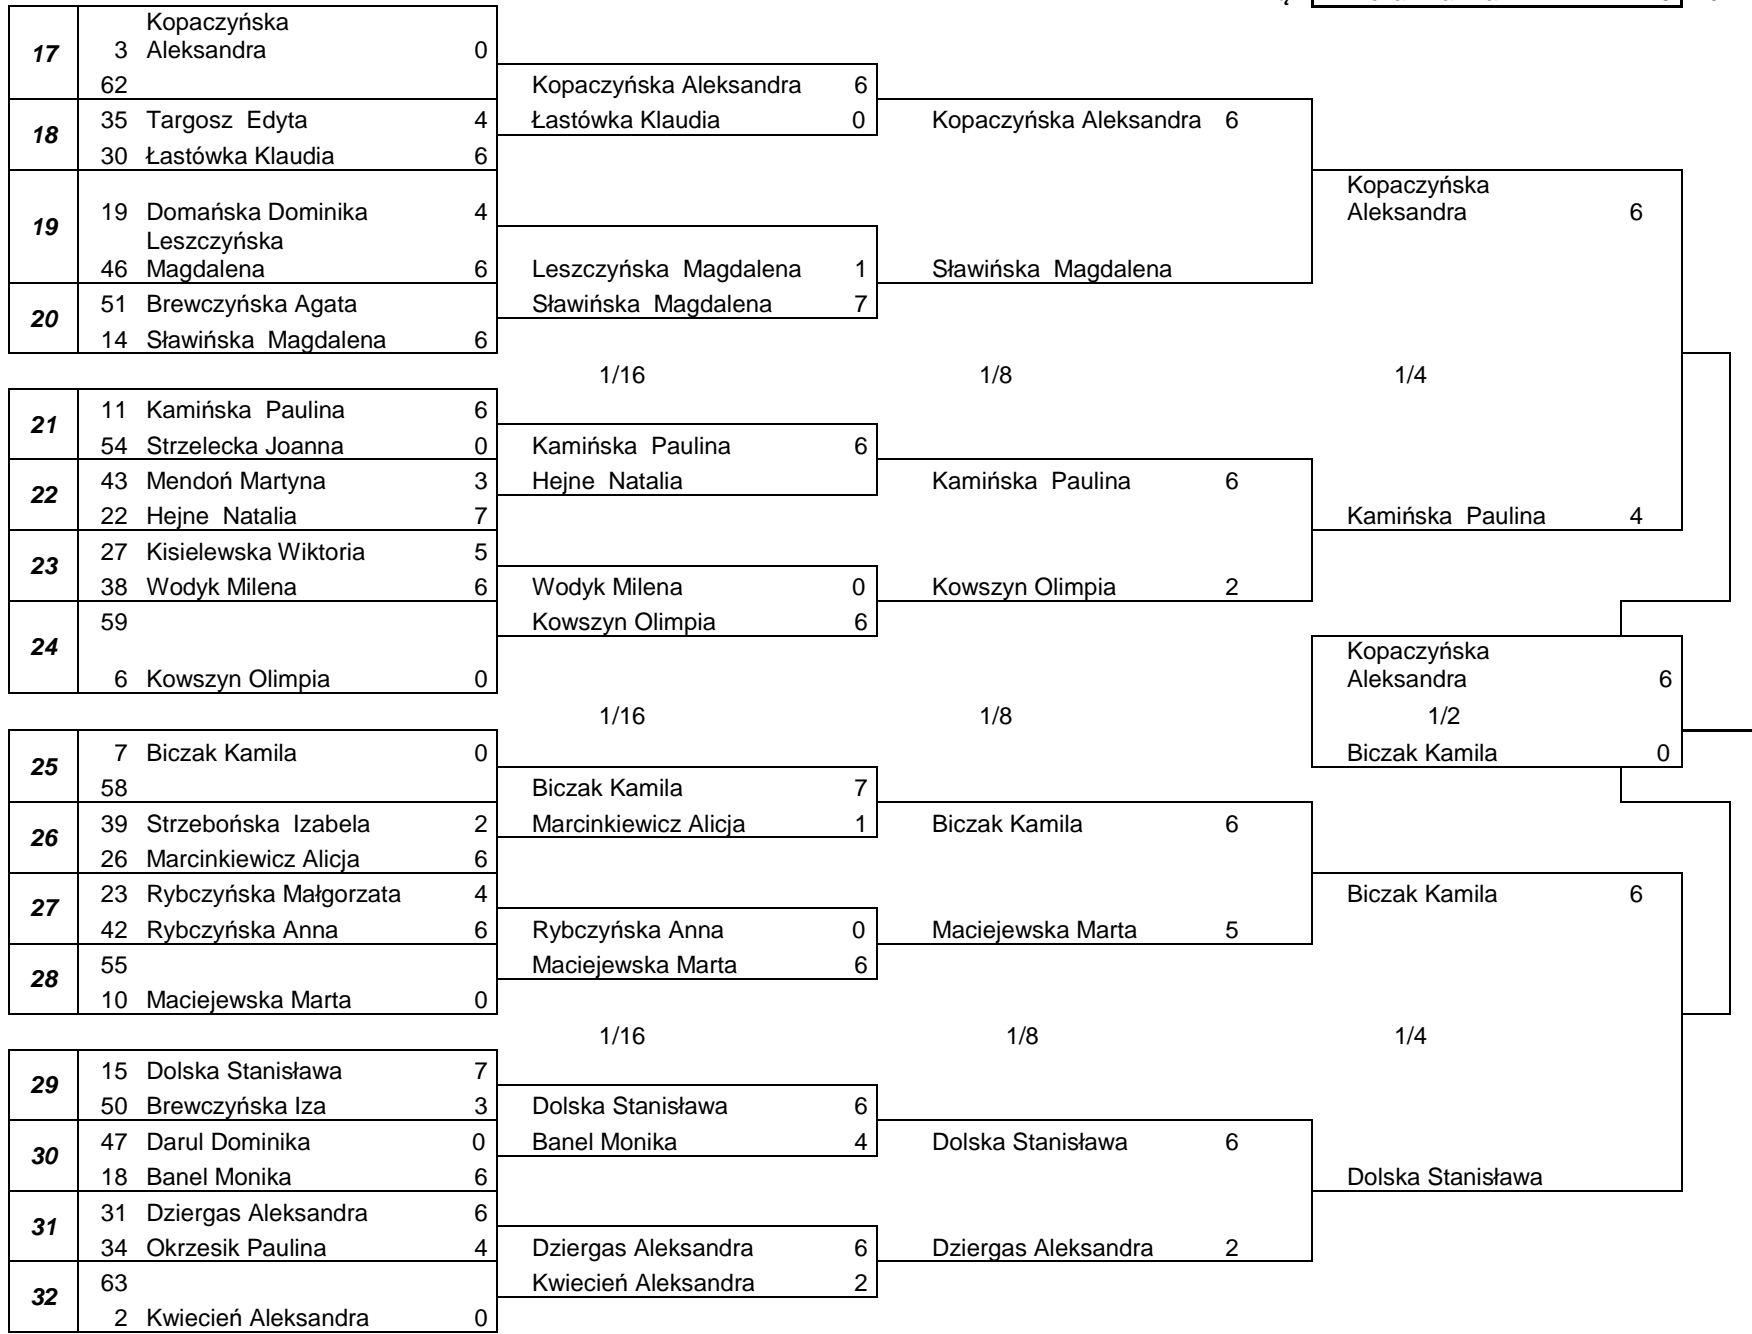 17
Kopaczyńska
3 Aleksandra 0
62
Kopaczyńska Aleksandra 6
18
35 Targosz Edyta 4
Łastówka Klaudia 0
Kopaczyńska Aleksandra 6
30 Łastówka Klaudia 6
19
19 Domańska Dominika 4
Kopaczyńska
Aleksandra 6
Leszczyńska
46 Magdalena 6
Leszczyńska Magdalena 1
Sławińska Magdalena
20
51 Brewczyńska Agata
Sławińska Magdalena 7
14 Sławińska Magdalena 6
1/16 1/8 1/4
21
11 Kamińska Paulina 6
54 Strzelecka Joanna 0
Kamińska Paulina 6
22
43 Mendoń Martyna 3
Hejne Natalia
Kamińska Paulina 6
22 Hejne Natalia 7
Kamińska Paulina 4
23
27 Kisielewska Wiktoria 5
38 Wodyk Milena 6
Wodyk Milena 0
Kowszyn Olimpia 2
24
59
Kowszyn Olimpia 6
6 Kowszyn Olimpia 0
Kopaczyńska
Aleksandra 6
1/16 1/8 1/2
25
7 Biczak Kamila 0
Biczak Kamila 0
58
Biczak Kamila 7
26
39 Strzebońska Izabela 2
Marcinkiewicz Alicja 1
Biczak Kamila 6
26 Marcinkiewicz Alicja 6
27
23 Rybczyńska Małgorzata 4
Biczak Kamila 6
42 Rybczyńska Anna 6
Rybczyńska Anna 0
Maciejewska Marta 5
28
55
Maciejewska Marta 6
10 Maciejewska Marta 0
1/16 1/8 1/4
29
15 Dolska Stanisława 7
50 Brewczyńska Iza 3
Dolska Stanisława 6
30
47 Darul Dominika 0
Banel Monika 4
Dolska Stanisława 6
18 Banel Monika 6
Dolska Stanisława
31
31 Dziergas Aleksandra 6
34 Okrzesik Paulina 4
Dziergas Aleksandra 6
Dziergas Aleksandra 2
32
63
Kwiecień Aleksandra 2
2 Kwiecień Aleksandra 0